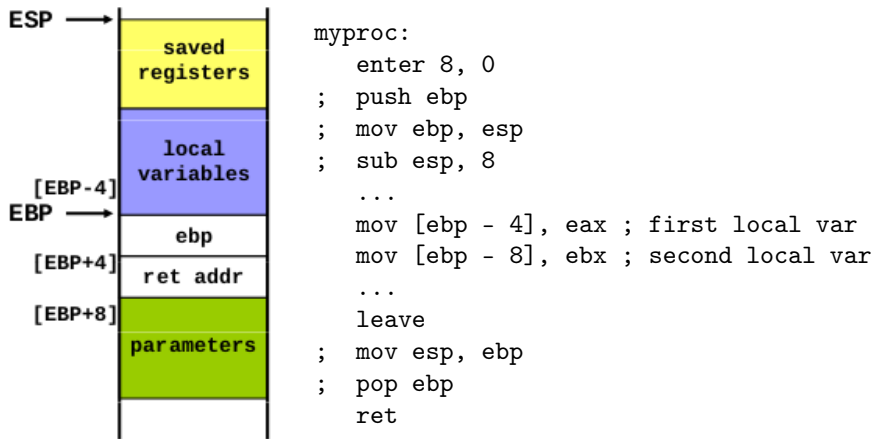 ESP
saved
registers
local
variables
[EBP-4]
EBP
ebp
[EBP+4]
ret addr
[EBP+8]
parameters
myproc:
   enter 8, 0
;  push ebp
;  mov ebp, esp
;  sub esp, 8
   ...
   mov [ebp - 4], eax ; first local var
   mov [ebp - 8], ebx ; second local var
   ...
   leave
;  mov esp, ebp
;  pop ebp
   ret